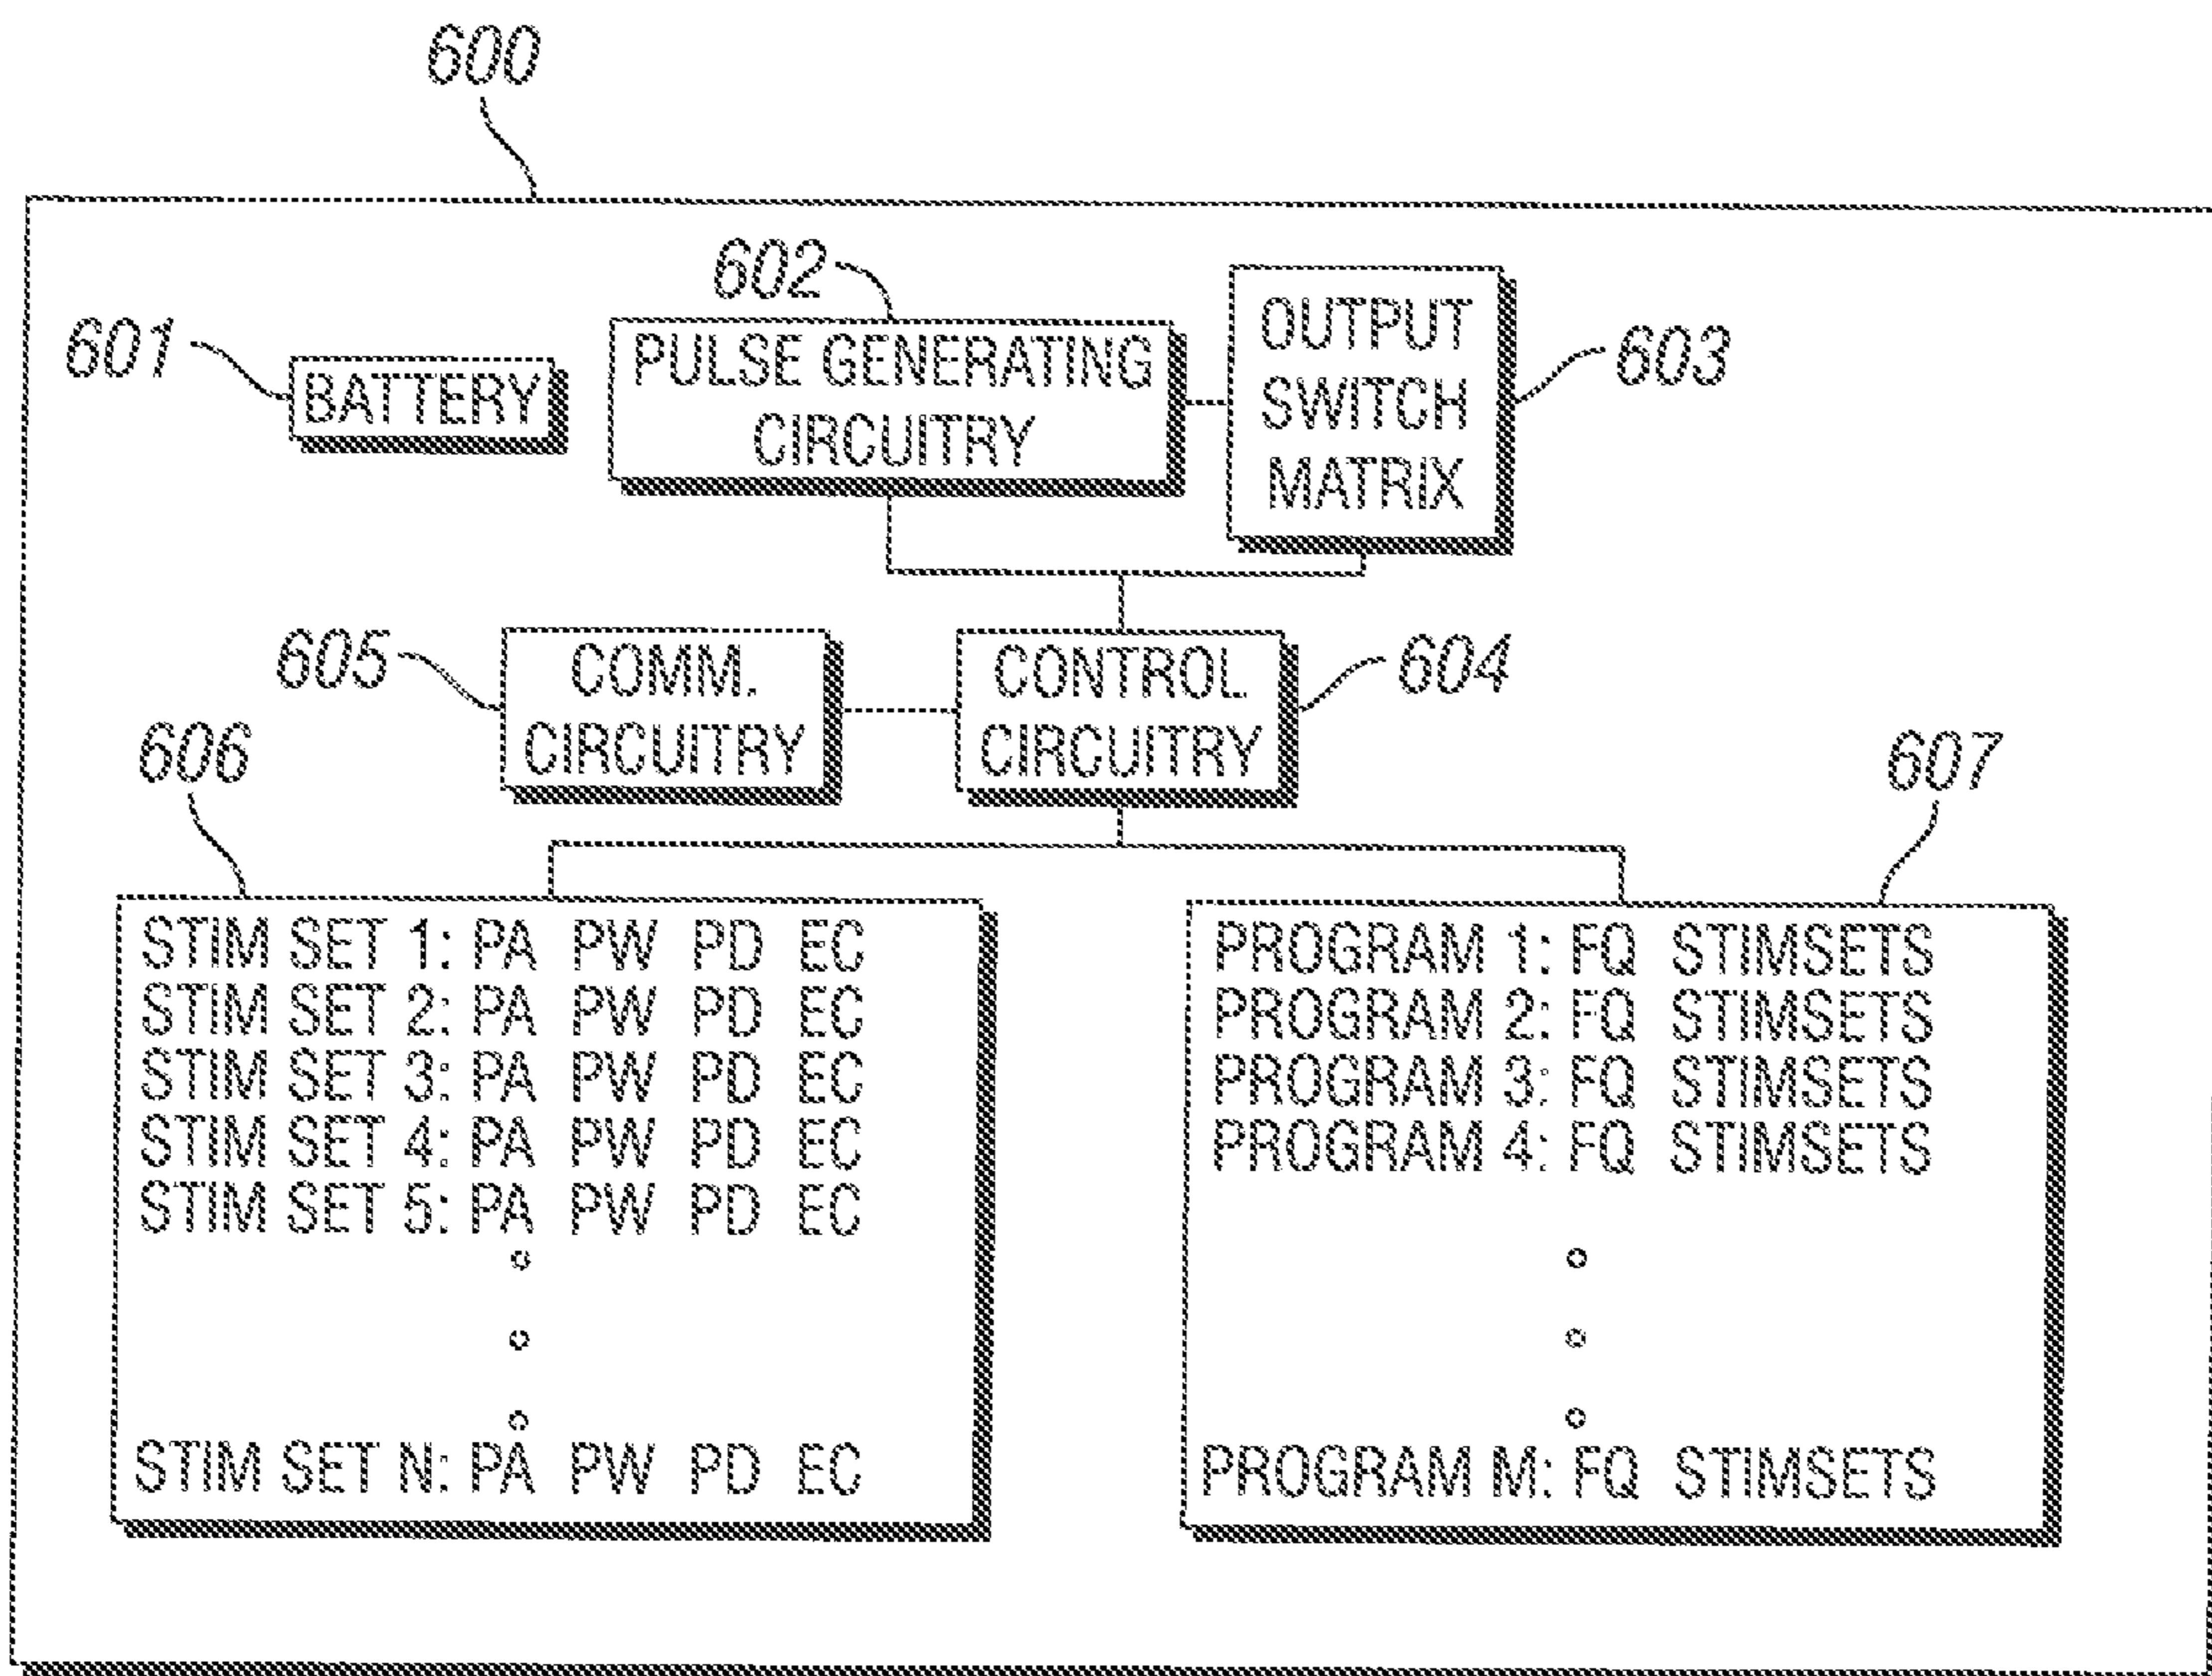 600
602
601
BATTERY
PULSE GENERATING
CIRCUITRY
OUTPUT
SWITCH
MATRIX
603
605
COMM.
CIRCUITRY
CONTROL
CIRCUITRY
604
606
607
STIM SET 1: PA PW PD EC
STIM SET 2: PA PW PD EC
STIM SET 3: PA PW PD EC
STIM SET 4: PA PW PD EC
STIM SET 5: PA PW PD EC
STIM SET N: PA PW PD EC
PROGRAM 1: FQ STIMSETS
PROGRAM 2: FQ STIMSETS
PROGRAM 3: FQ STIMSETS
PROGRAM 4: FQ STIMSETS
PROGRAM M: FQ STIMSETS